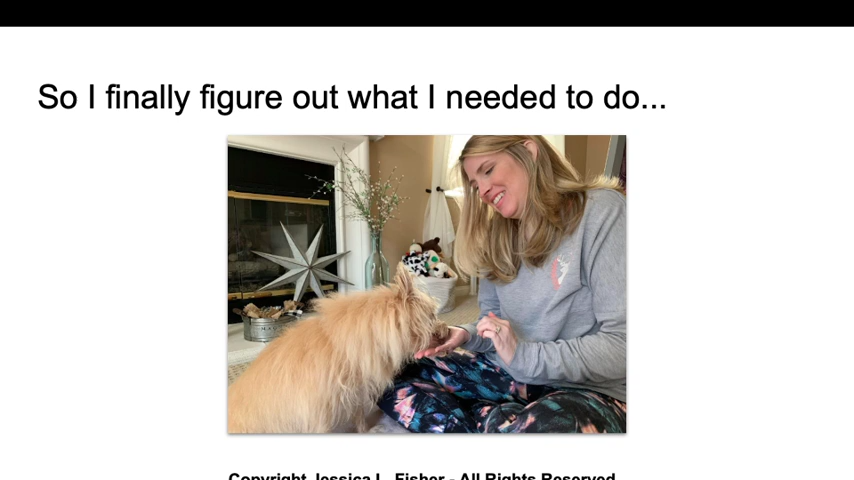 So I finally figure out what I needed to do...
Copyright Jessica L. Fisher - All Rights Reserved